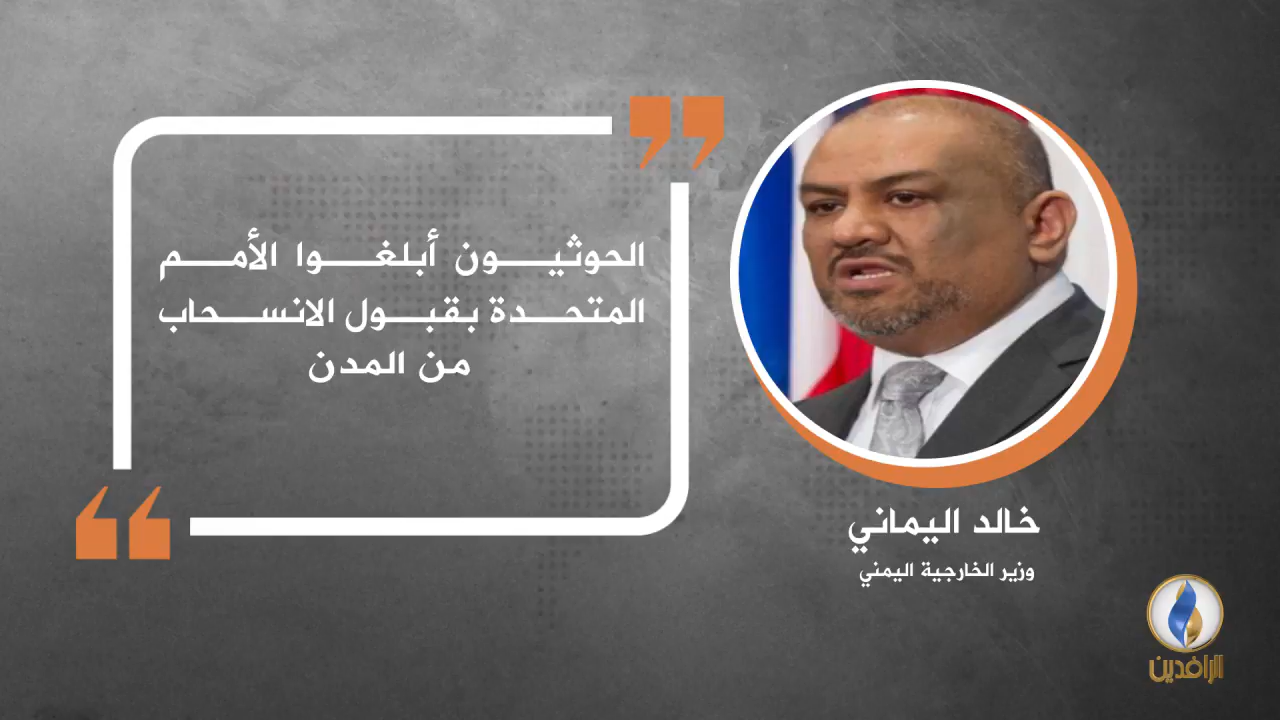 الحوثيون أبلغوا الأمم
المتحدة بقبول الانسحاب
من المدن
خالد اليماني
وزير الخارجية اليمني
الرافدين